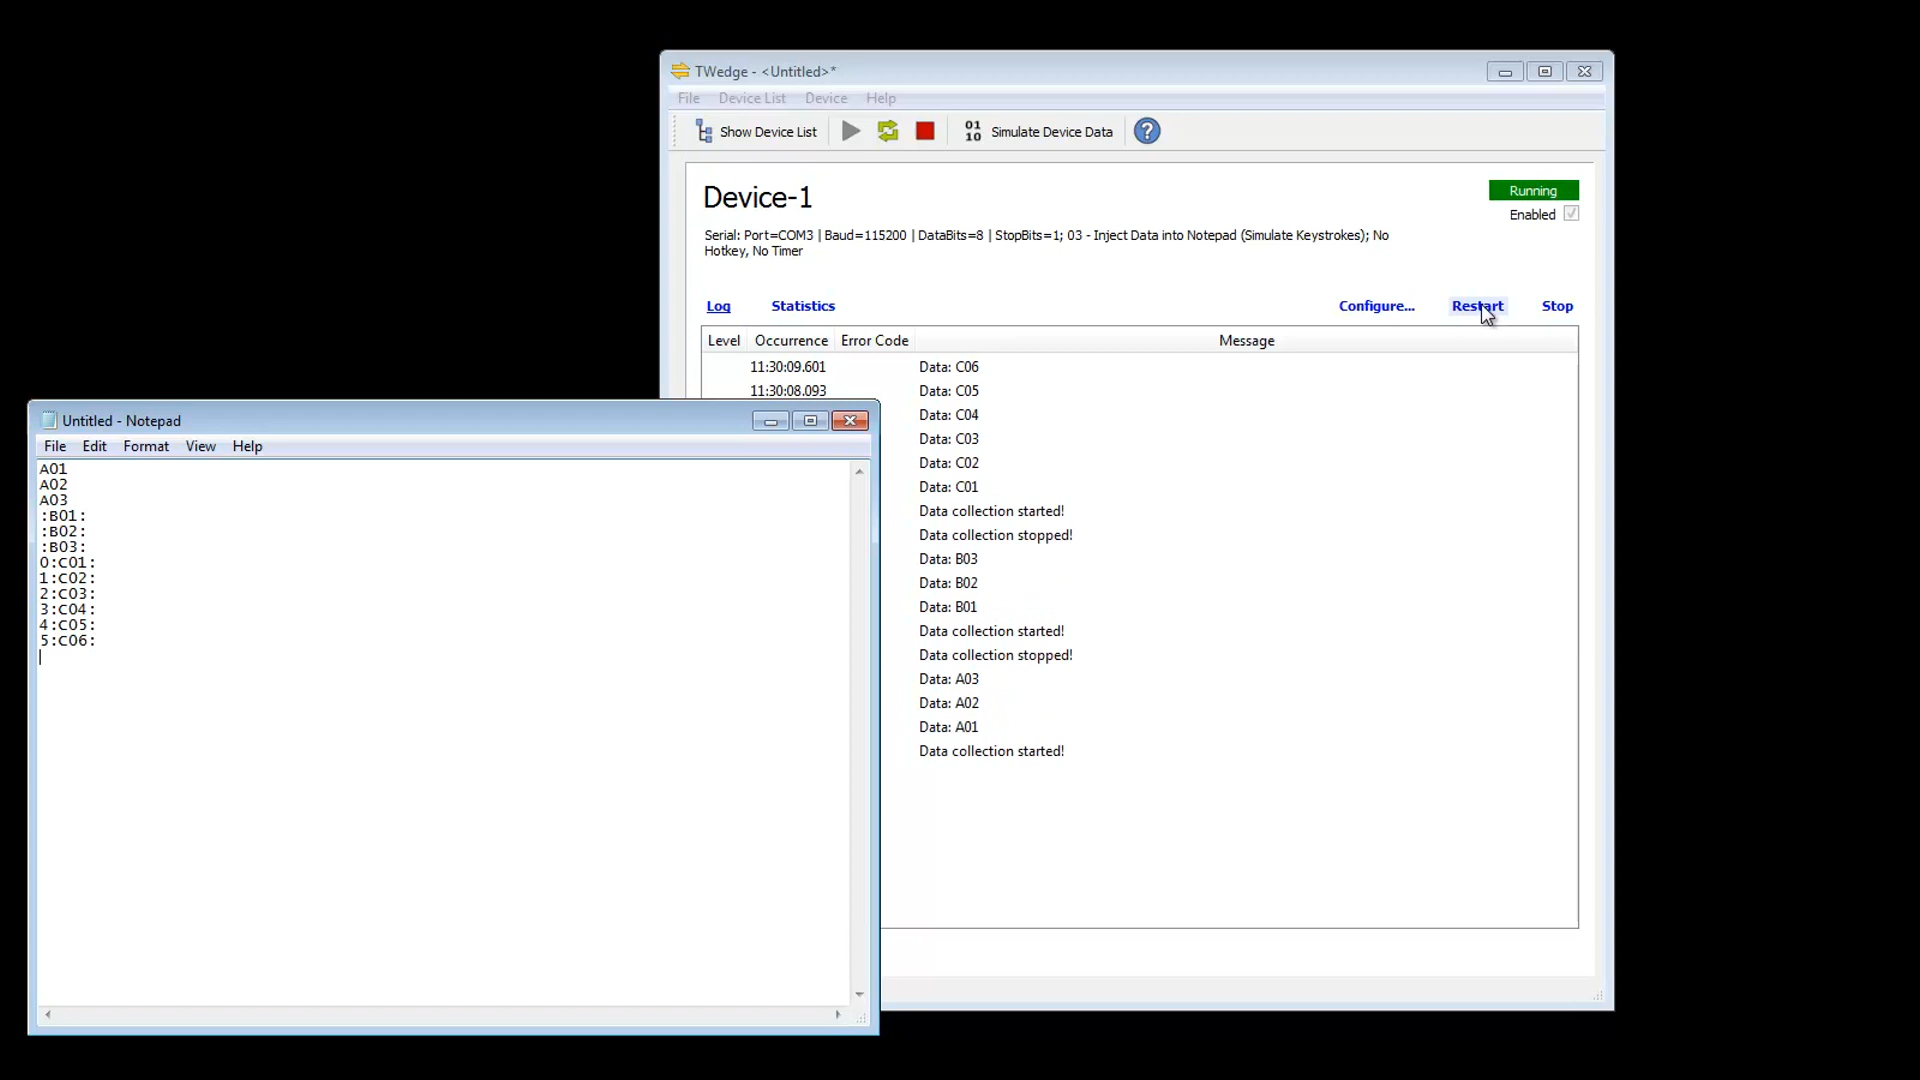 TWedge - <Untitled>*
File Device List Device Help
Show Device List 01 10 Simulate Device Data ?
Device-1
Running
Enabled
Serial: Port=COM3 | Baud=115200 | DataBits=8 | StopBits=1; 03 - Inject Data into Notepad (Simulate Keystrokes); No
Hotkey, No Timer
Log Statistics Configure... Restart Stop
Level Occurrence Error Code Message
11:30:09.601 Data: C06
11:30:08.093 Data: C05
Data: C04
Data: C03
Data: C02
Data: C01
Data collection started!
Data collection stopped!
Data: B03
Data: B02
Data: B01
Data collection started!
Data collection stopped!
Data: A03
Data: A02
Data: A01
Data collection started!
Untitled - Notepad
File Edit Format View Help
A01
A02
A03
:B01:
:B02:
:B03:
0:C01:
1:C02:
2:C03:
3:C04:
4:C05:
5:C06: